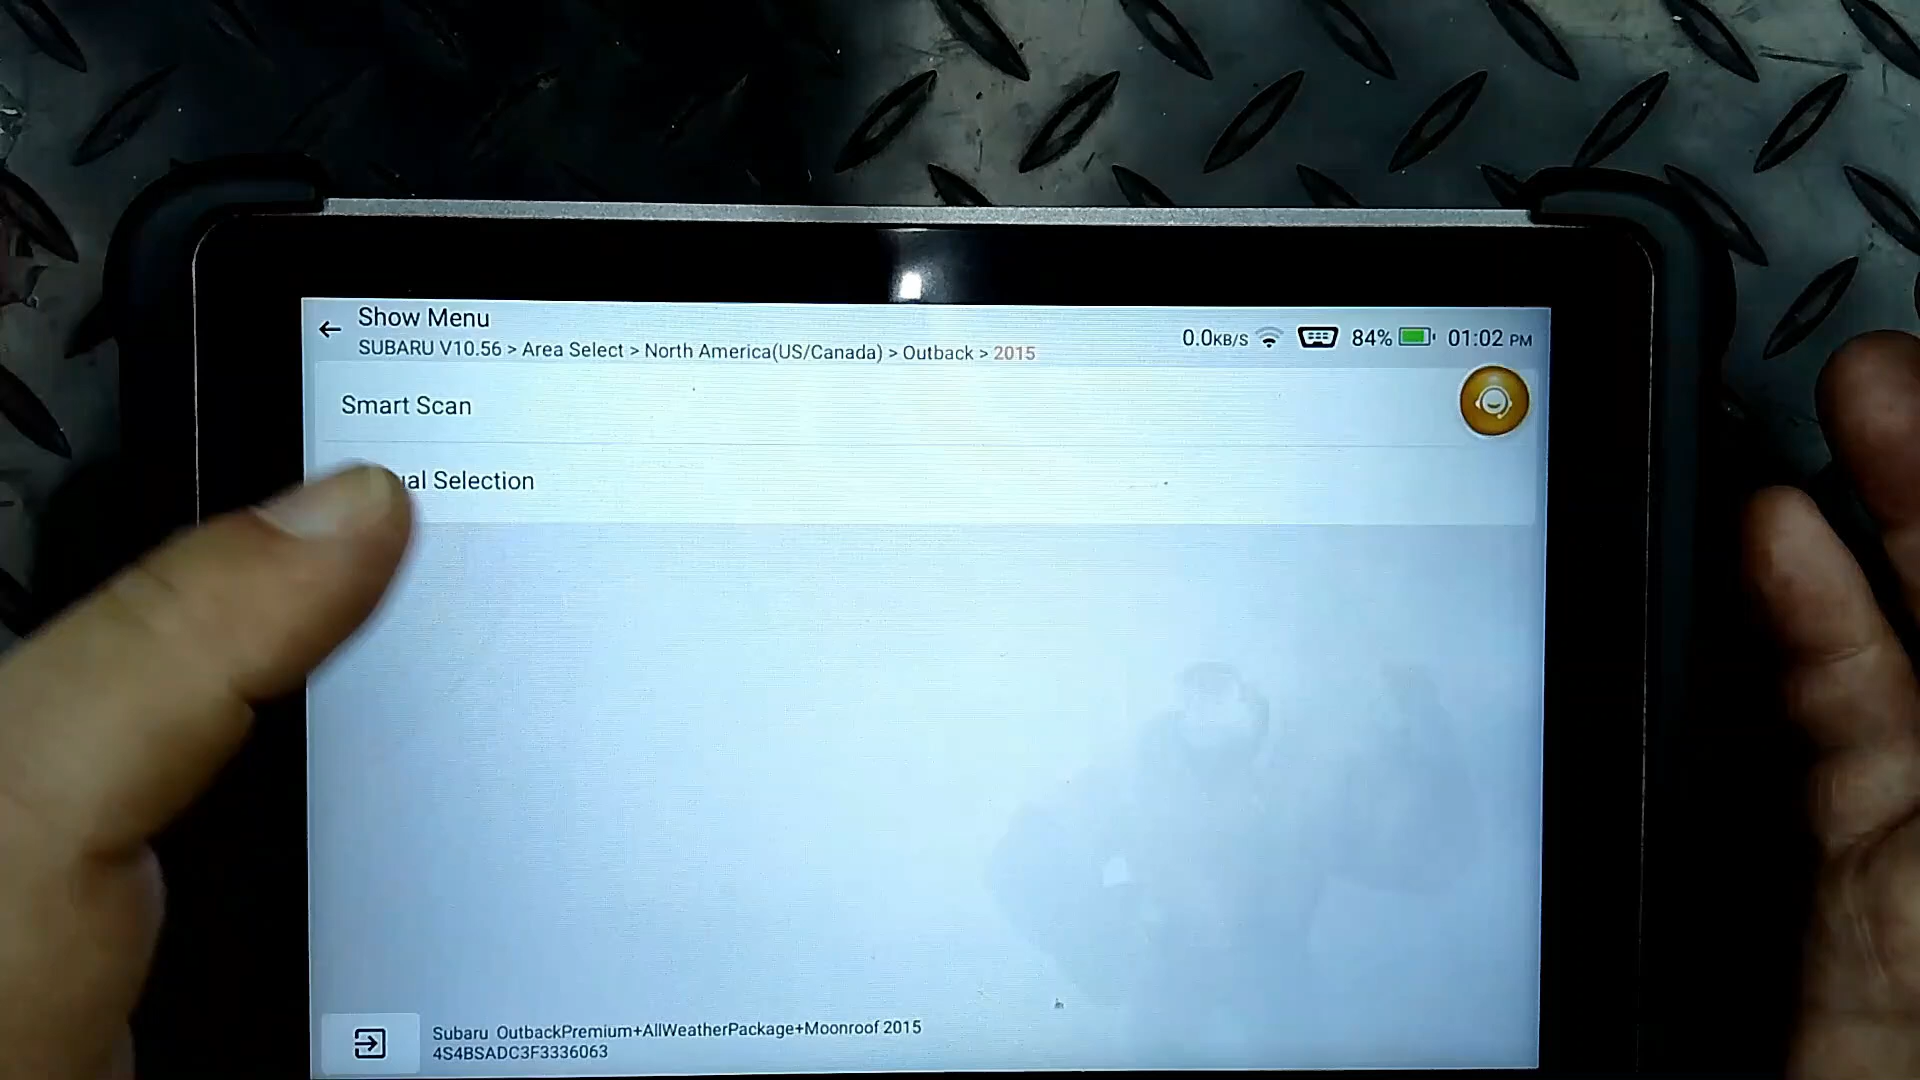 Show Menu
SUBARU V10.56 > Area Select > North America(US/Canada) > Outback > 2015
0.0KB/S 84% 01:02 PM
Smart Scan
Selection
Subaru OutbackPremium+AllWeatherPackage+Moonroof 2015
4S4BSADC3F3336063